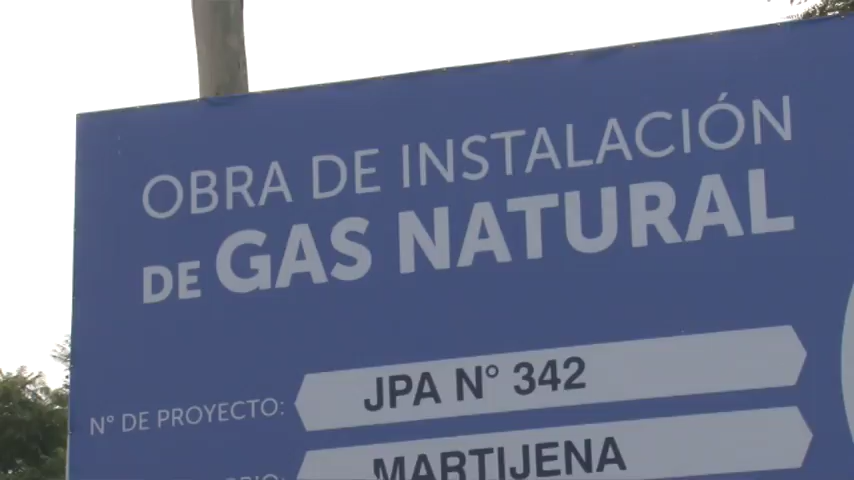 OBRA DE INSTALACIÓN
DE GAS NATURAL
N° DE PROYECTO: JPA N° 342
MARTIJENA